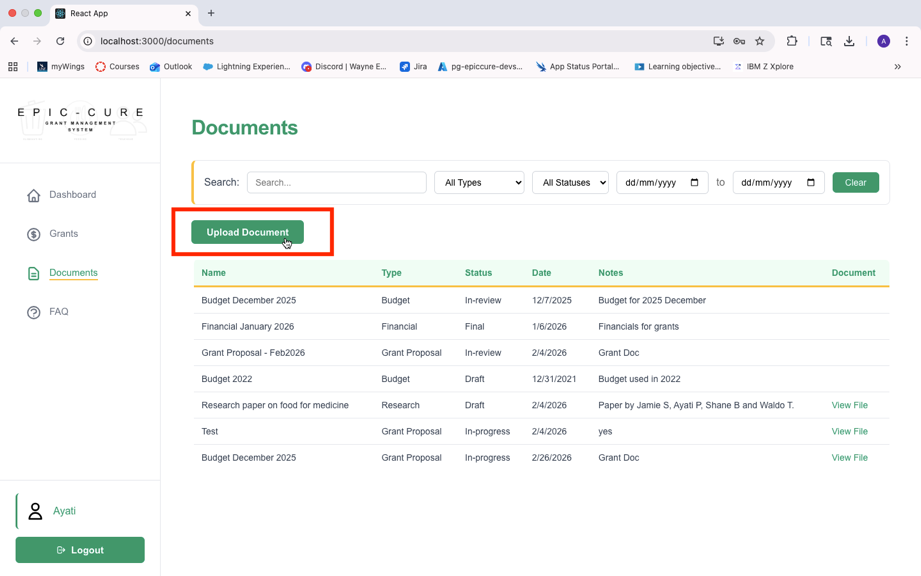 React App
localhost:3000/documents
A
myWings
Courses
Outlook
Lightning Experien...
Discord | Wayne E...
Jira
pg-epiccure-devs...
App Status Portal...
Learning objective...
IBM Z Xplore
EPIC-CURE
GRANT MANAGEMENT
SYSTEM
Dashboard
Grants
Documents
FAQ
Ayati
Logout
Documents
Search: Search... All Types All Statuses dd/mm/yyyy to dd/mm/yyyy Clear
Upload Document
Name Type Status Date Notes Document
Budget December 2025 Budget In-review 12/7/2025 Budget for 2025 December
Financial January 2026 Financial Final 1/6/2026 Financials for grants
Grant Proposal - Feb2026 Grant Proposal In-review 2/4/2026 Grant Doc
Budget 2022 Budget Draft 12/31/2021 Budget used in 2022
Research paper on food for medicine Research Draft 2/4/2026 Paper by Jamie S, Ayati P, Shane B and Waldo T. View File
Test Grant Proposal In-progress 2/4/2026 yes View File
Budget December 2025 Grant Proposal In-progress 2/26/2026 Grant Doc View File